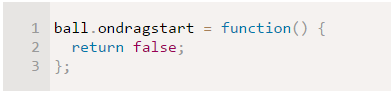 1 ball.ondragstart = function() {
2   return false;
3 };